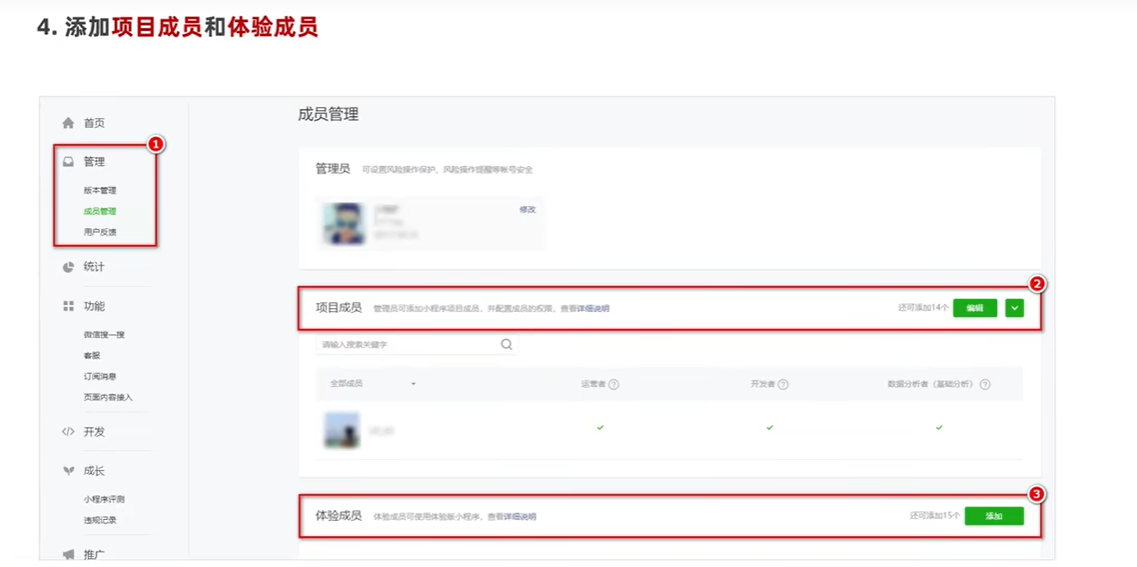 4. 添加项目成员和体验成员
首页
1
管理
版本管理
成员管理
用户反馈
统计
功能
微信搜一搜
客服
订阅消息
页面内容接入
开发
成长
小程序评测
违规记录
推广
成员管理
管理员 可设置风险操作保护、风险操作提醒等帐号安全
修改
2
项目成员 管理员可添加小程序项目成员，并配置成员的权限，查看详细说明 还可添加14个 编辑
请输入搜索关键字
全部成员 运营者 ? 开发者 ? 数据分析者（基础分析） ?
3
体验成员 体验成员可使用体验版小程序，查看详细说明 还可添加15个 添加